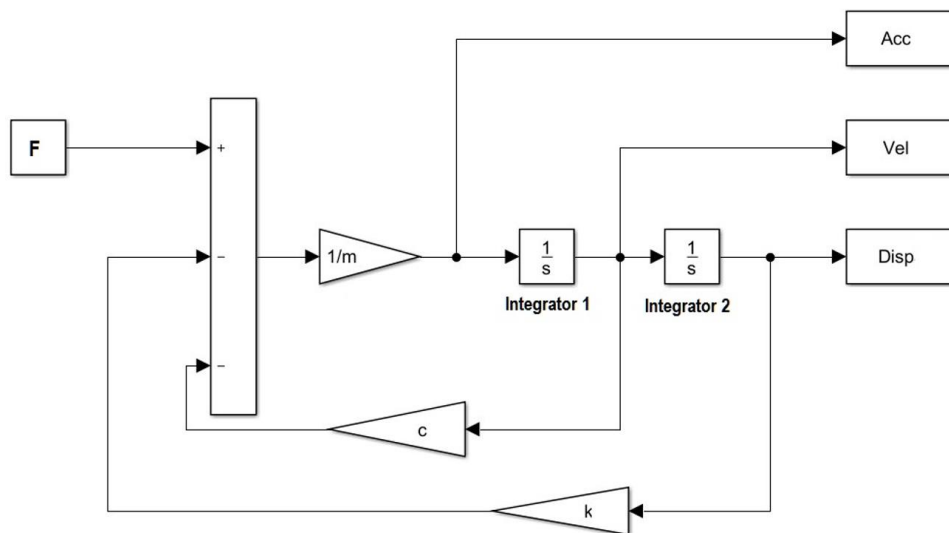 Acc
F
+
Vel
−
1/m
1
s
Integrator 1
1
s
Integrator 2
Disp
−
c
k